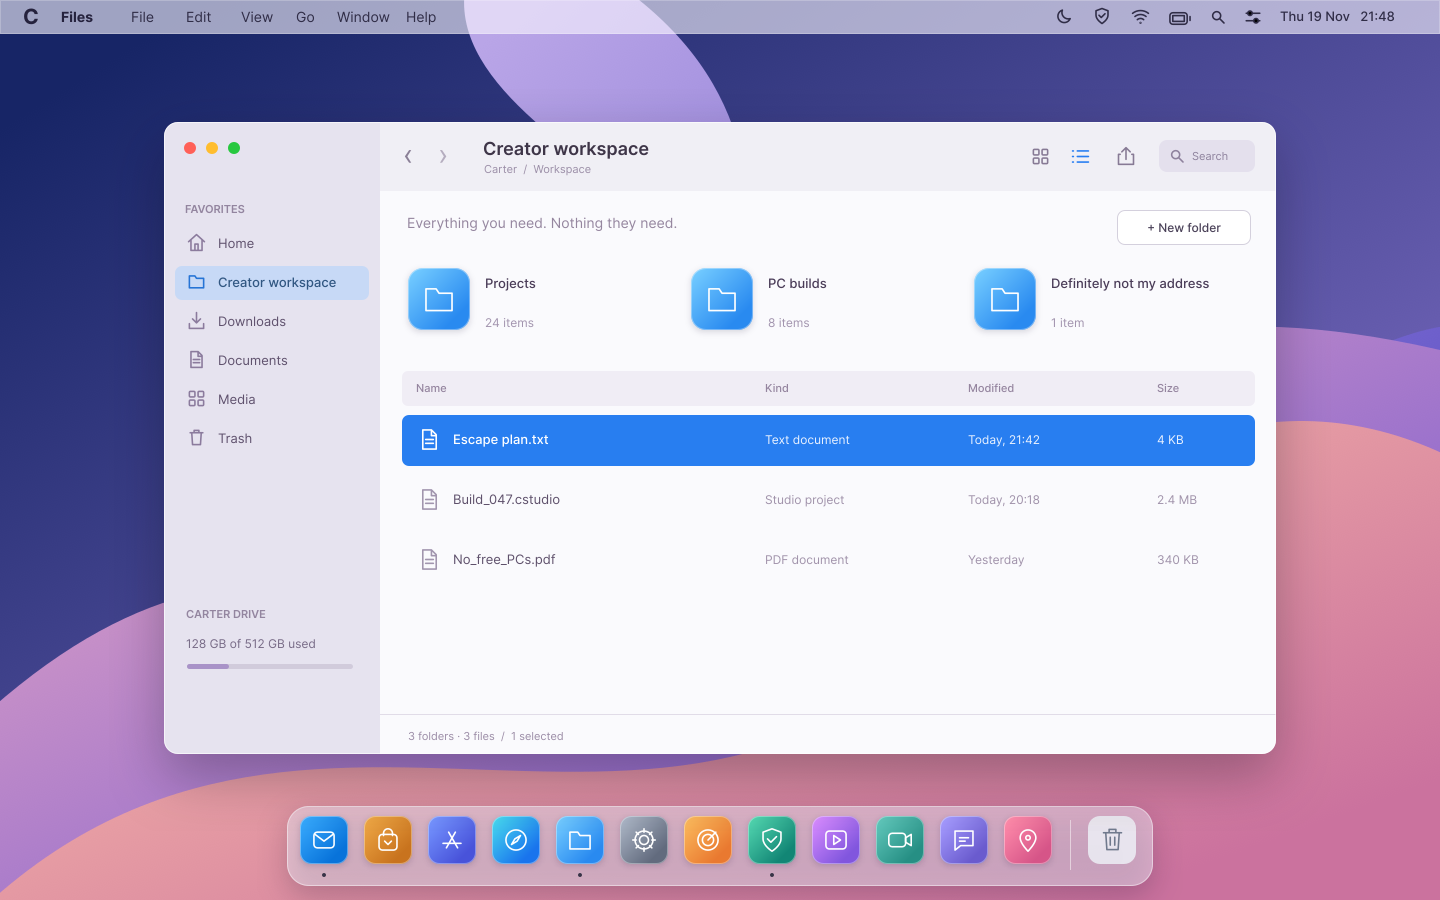 C Files File Edit View Go Window Help Thu 19 Nov 21:48
Creator workspace
Carter / Workspace
Search
FAVORITES
Home
Creator workspace
Downloads
Documents
Media
Trash
CARTER DRIVE
128 GB of 512 GB used
Everything you need. Nothing they need.
+ New folder
Projects
24 items
PC builds
8 items
Definitely not my address
1 item
Name Kind Modified Size
Escape plan.txt Text document Today, 21:42 4 KB
Build_047.cstudio Studio project Today, 20:18 2.4 MB
No_free_PCs.pdf PDF document Yesterday 340 KB
3 folders · 3 files / 1 selected